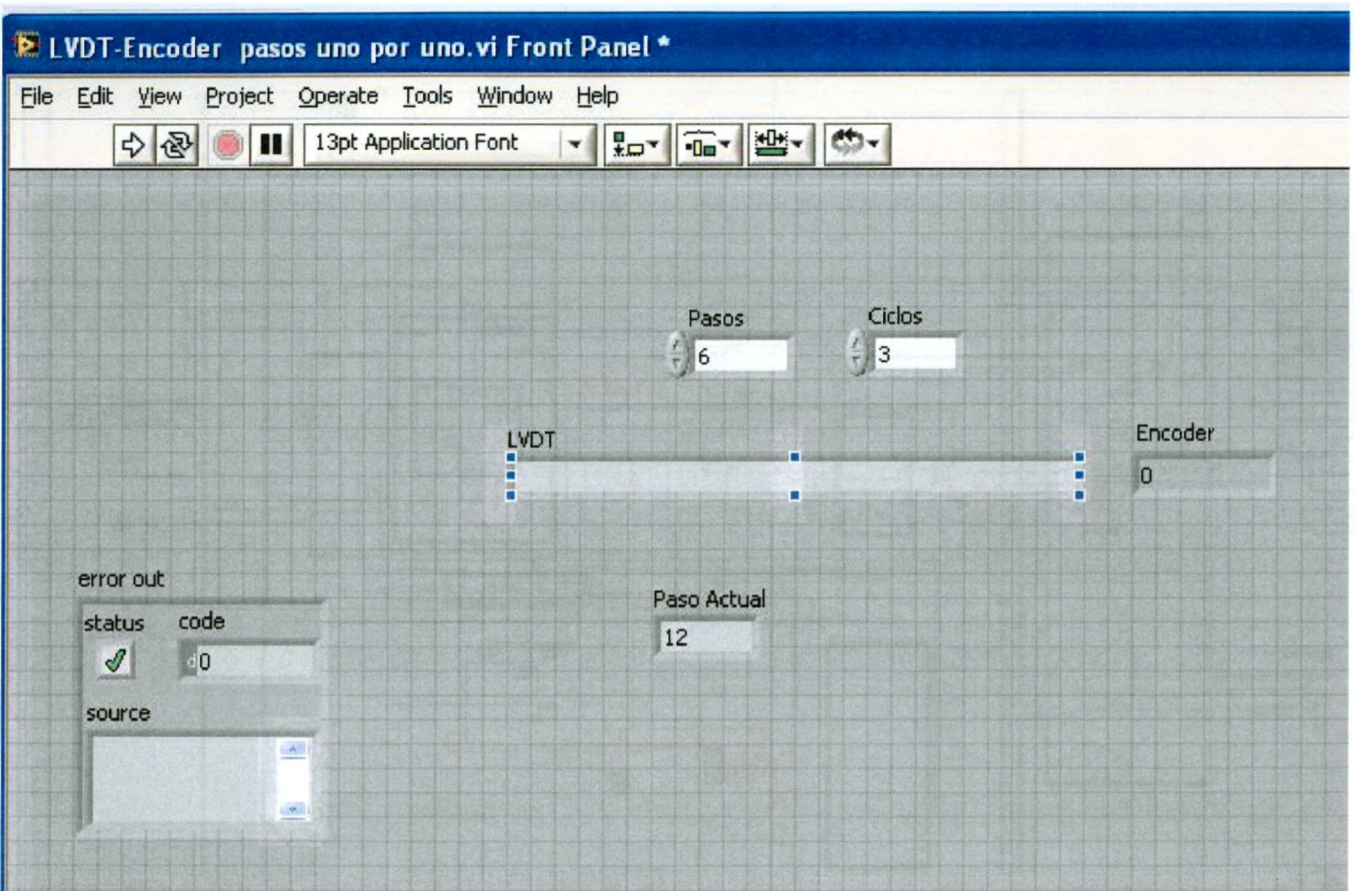 LVDT-Encoder pasos uno por uno.vi Front Panel *
File Edit View Project Operate Tools Window Help
13pt Application Font
Pasos Ciclos
6 3
LVDT Encoder
0
error out
Paso Actual
status code
12
d0
source